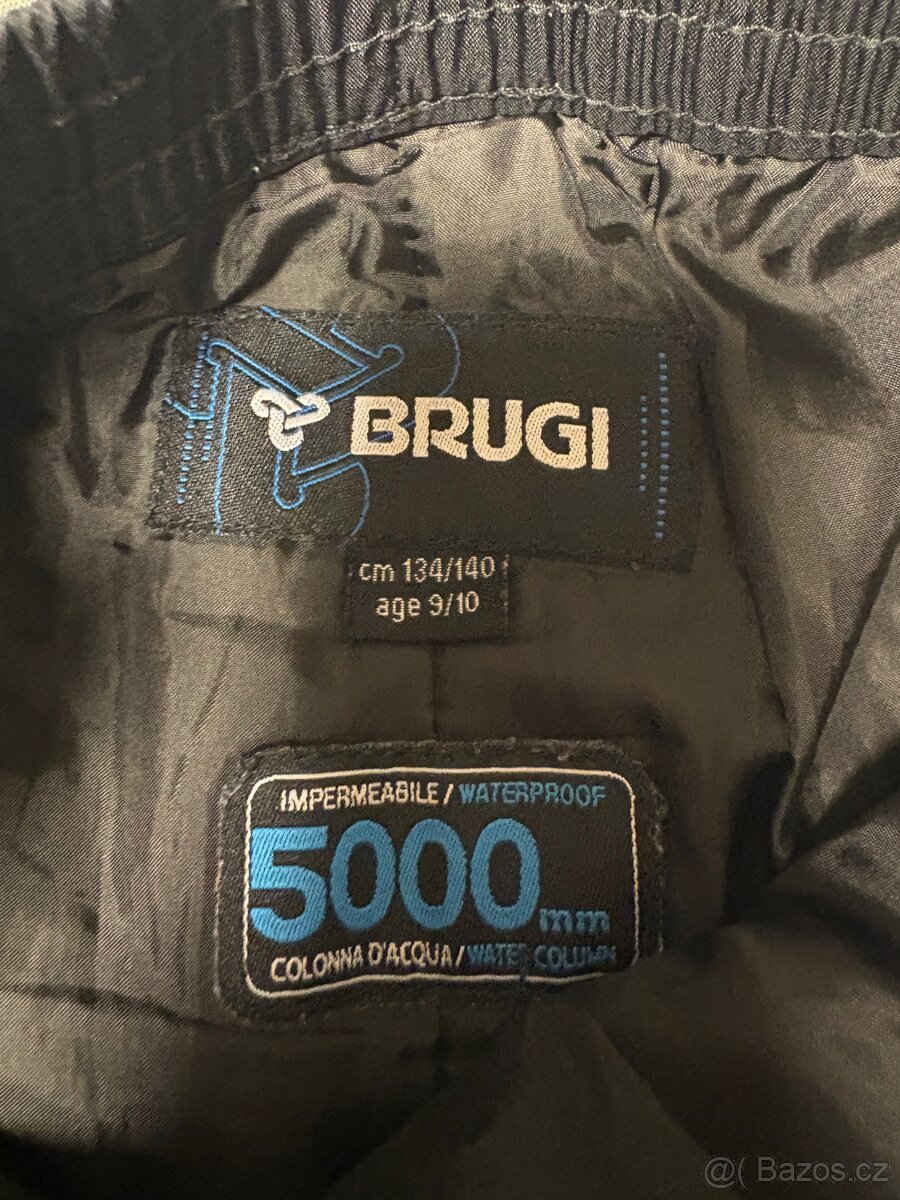 BRUGI
cm 134/140
age 9/10
IMPERMEABILE / WATERPROOF
5000 mm
COLONNA D'ACQUA / WATER COLUMN
@( Bazos.cz